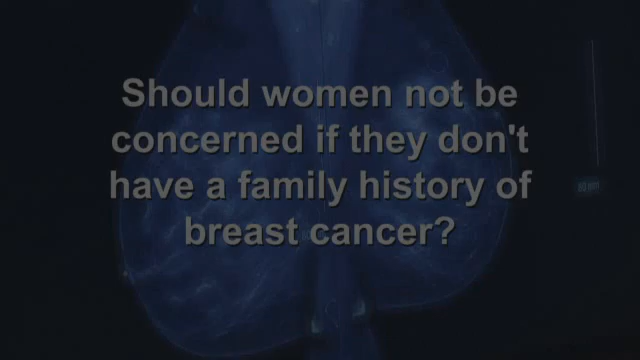 Should women not be
concerned if they don't
have a family history of
breast cancer?